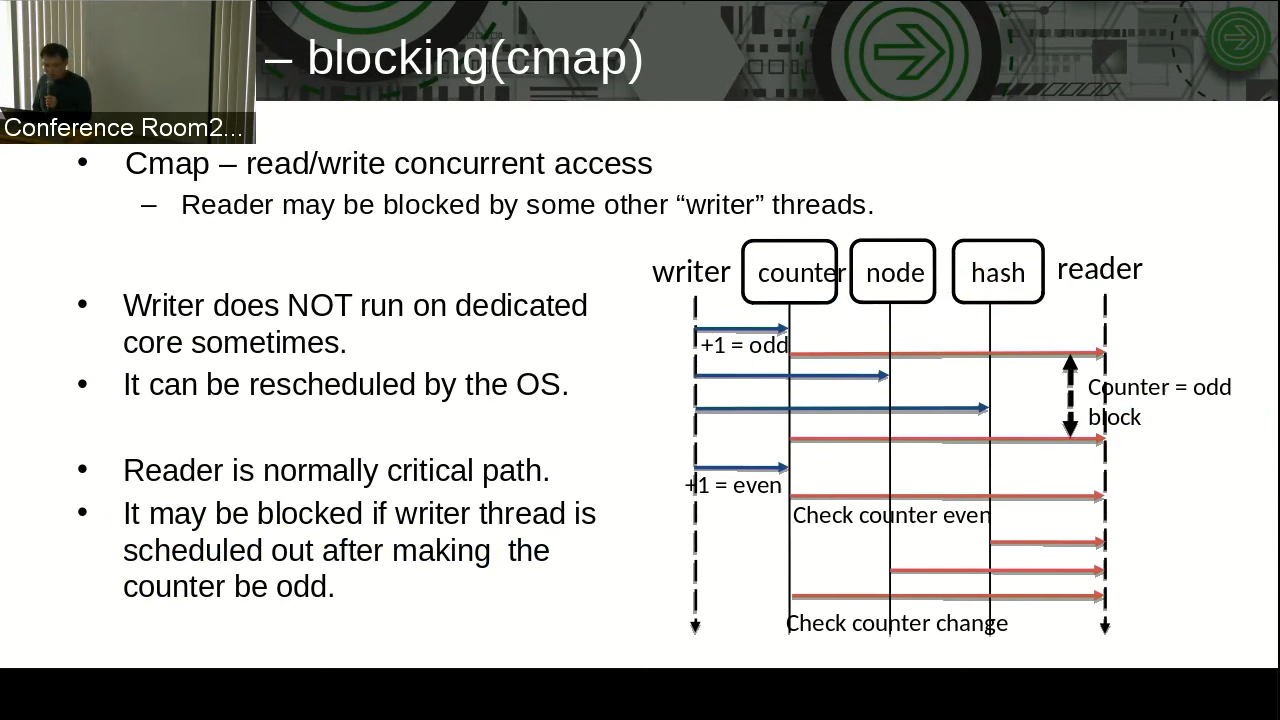 – blocking(cmap)
Conference Room2...
• Cmap – read/write concurrent access
– Reader may be blocked by some other “writer” threads.
• Writer does NOT run on dedicated
core sometimes.
• It can be rescheduled by the OS.
• Reader is normally critical path.
• It may be blocked if writer thread is
scheduled out after making the
counter be odd.
writer counter node hash reader
+1 = odd
Counter = odd
block
+1 = even
Check counter even
Check counter change